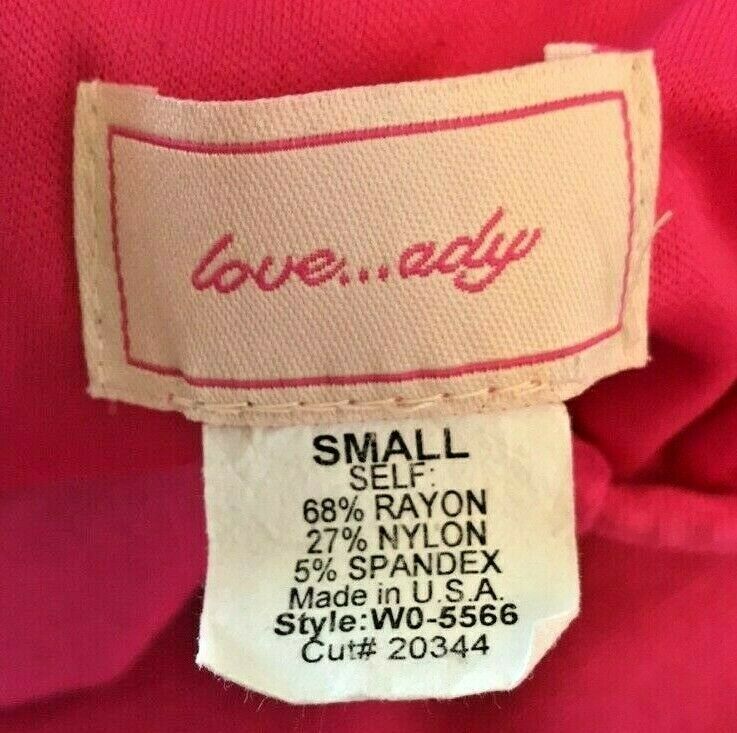 love...ady
SMALL
SELF:
68% RAYON
27% NYLON
5% SPANDEX
Made in U.S.A.
Style:W0-5566
Cut# 20344